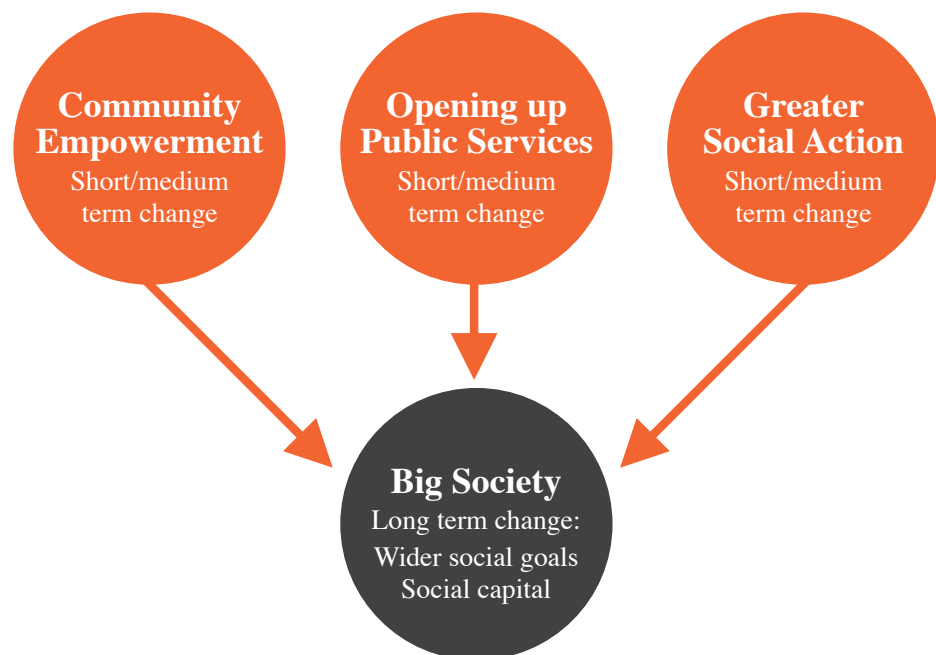 Community
Empowerment
Short/medium
term change
Opening up
Public Services
Short/medium
term change
Greater
Social Action
Short/medium
term change
Big Society
Long term change:
Wider social goals
Social capital